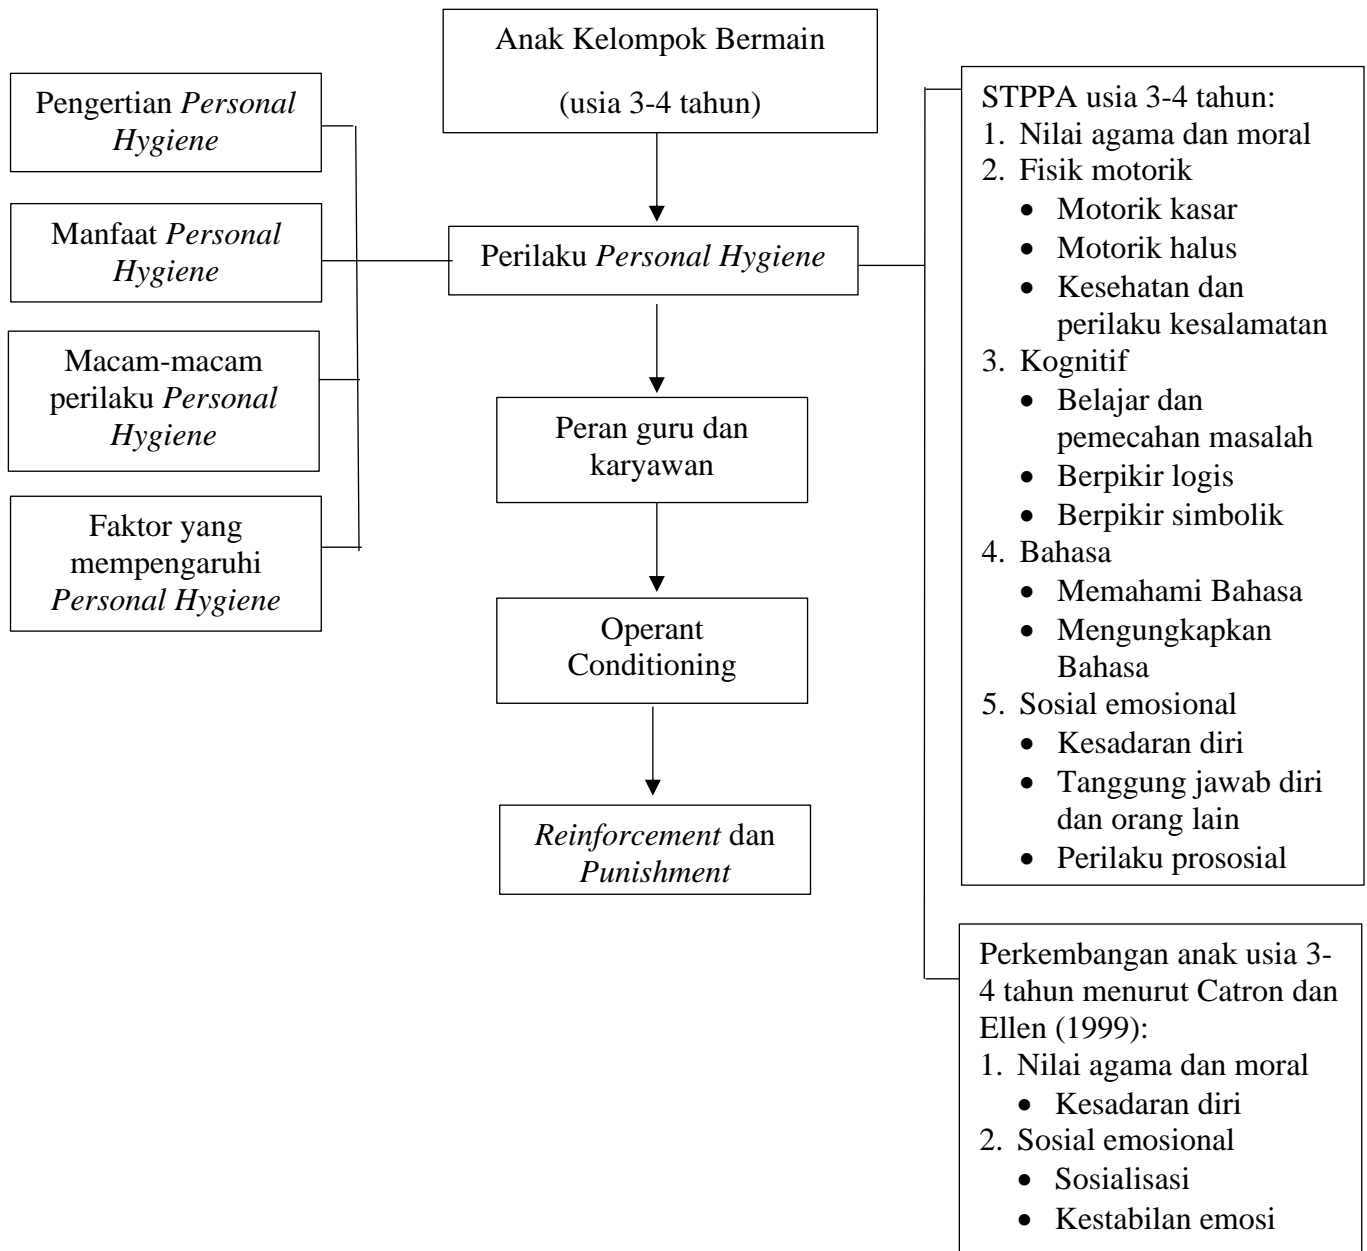 Anak Kelompok Bermain
(usia 3-4 tahun)
Pengertian Personal
Hygiene
Manfaat Personal
Hygiene
Macam-macam
perilaku Personal
Hygiene
Faktor yang
mempengaruhi
Personal Hygiene
Perilaku Personal Hygiene
Peran guru dan
karyawan
Operant
Conditioning
Reinforcement dan
Punishment
STPPA usia 3-4 tahun:
1. Nilai agama dan moral
2. Fisik motorik
• Motorik kasar
• Motorik halus
• Kesehatan dan
perilaku kesalamatan
3. Kognitif
• Belajar dan
pemecahan masalah
• Berpikir logis
• Berpikir simbolik
4. Bahasa
• Memahami Bahasa
• Mengungkapkan
Bahasa
5. Sosial emosional
• Kesadaran diri
• Tanggung jawab diri
dan orang lain
• Perilaku prososial
Perkembangan anak usia 3-
4 tahun menurut Catron dan
Ellen (1999):
1. Nilai agama dan moral
• Kesadaran diri
2. Sosial emosional
• Sosialisasi
• Kestabilan emosi